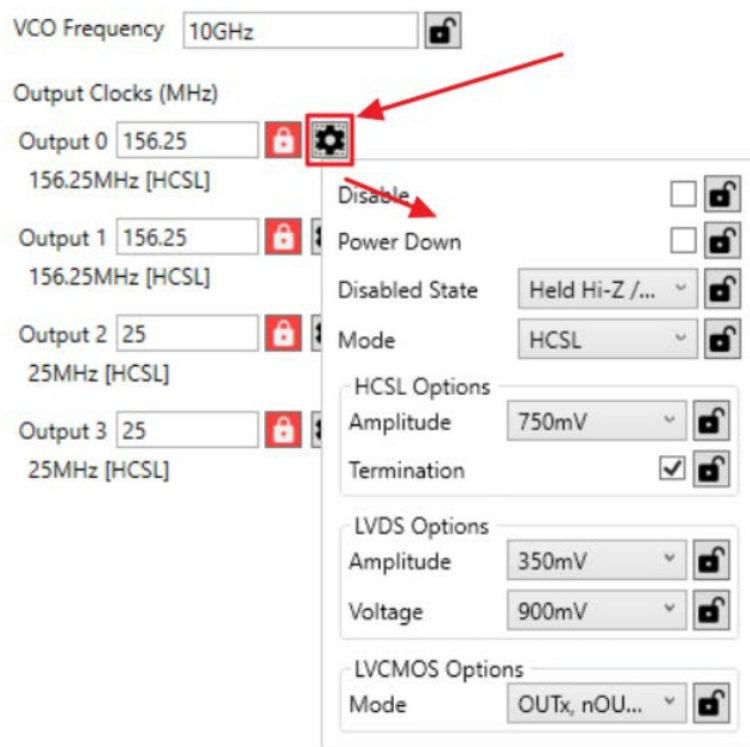 VCO Frequency 10GHz
Output Clocks (MHz)
Output 0 156.25
156.25MHz [HCSL]
Output 1 156.25
156.25MHz [HCSL]
Output 2 25
25MHz [HCSL]
Output 3 25
25MHz [HCSL]
Disable
Power Down
Disabled State Held Hi-Z /...
Mode HCSL
HCSL Options
Amplitude 750mV
Termination
LVDS Options
Amplitude 350mV
Voltage 900mV
LVCMOS Options
Mode OUTx, nOU...